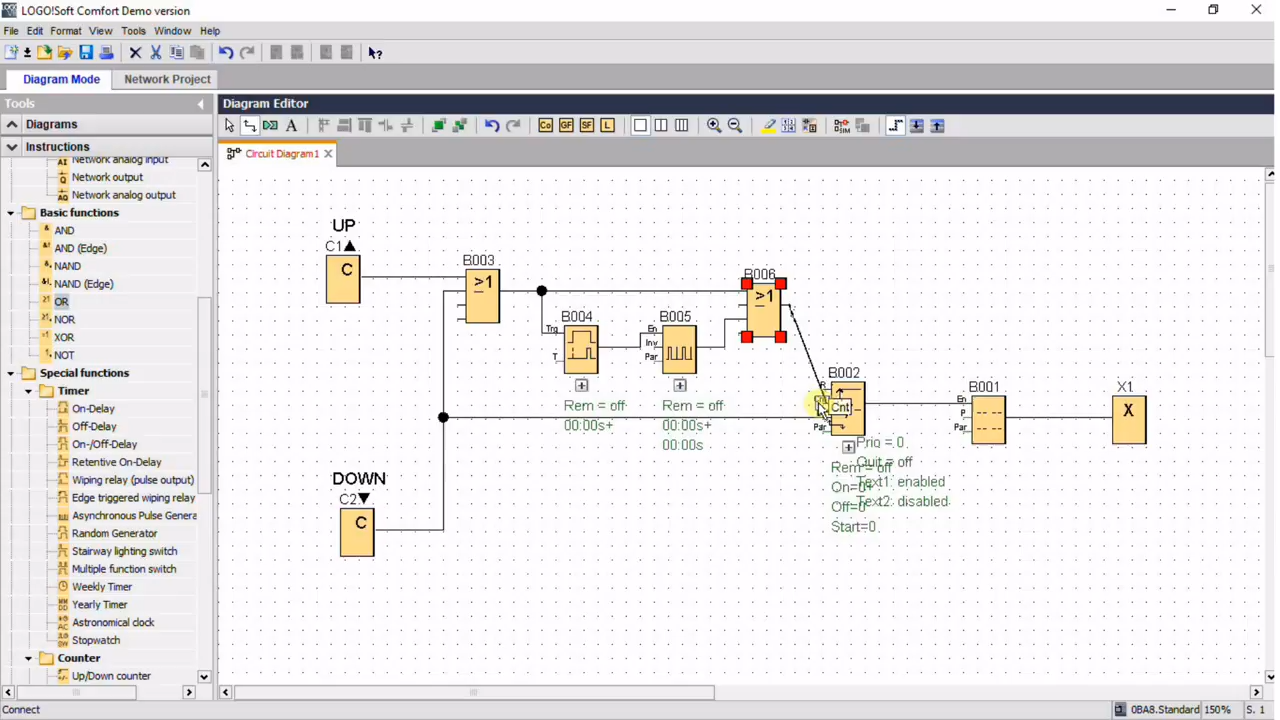 LOGO!Soft Comfort Demo version
File Edit Format View Tools Window Help
Diagram Mode Network Project
Tools
Diagram Editor
Diagrams
Co GF SF L
Circuit Diagram1
Instructions
Network analog input
Network output
Network analog output
Basic functions
AND
AND (Edge)
NAND
NAND (Edge)
OR
NOR
XOR
NOT
Special functions
Timer
On-Delay
Off-Delay
On-/Off-Delay
Retentive On-Delay
Wiping relay (pulse output)
Edge triggered wiping relay
Asynchronous Pulse Genera
Random Generator
Stairway lighting switch
Multiple function switch
Weekly Timer
Yearly Timer
Astronomical clock
Stopwatch
Counter
Up/Down counter
UP
C1▲
C
B003
≥1
B004
Trg
T
Rem = off
00:00s+
B005
En
Inv
Par
Rem = off
00:00s+
00:00s
B006
≥1
B002
R
Cnt
Par
Rem = off
On=0+
Off=0
Start=0
B001
En
P
Par
Prio = 0
Quit = off
Text1: enabled
Text2: disabled
X1
X
DOWN
C2▼
C
Connect
0BA8.Standard 150% S. 1